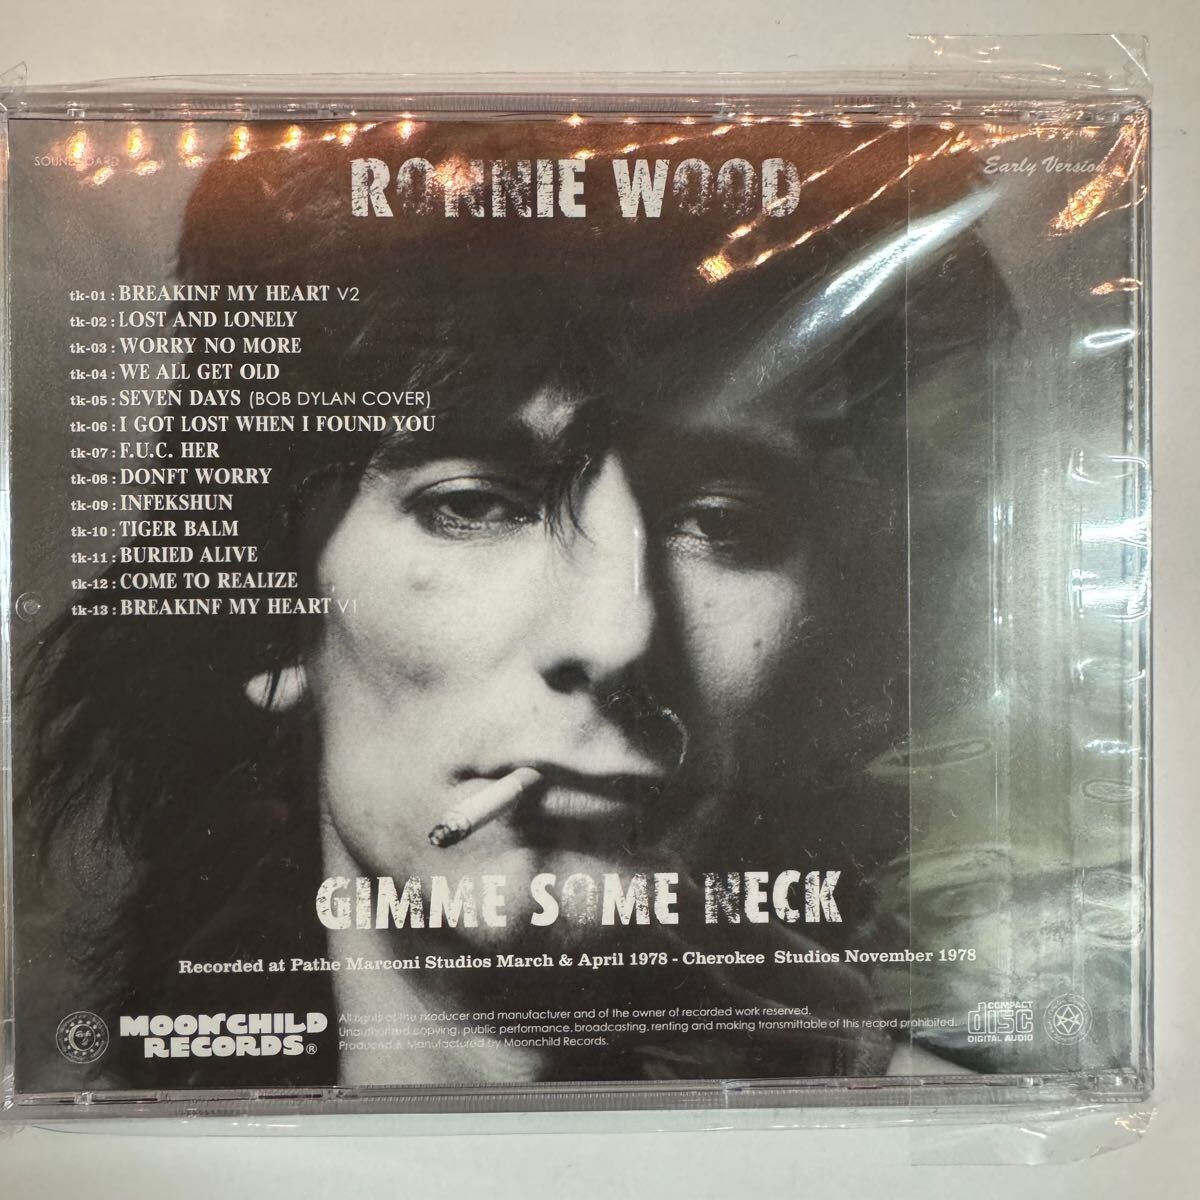 SOUNDBOARD
RONNIE WOOD
Early Version
tk-01 : BREAKINF MY HEART V2
tk-02 : LOST AND LONELY
tk-03 : WORRY NO MORE
tk-04 : WE ALL GET OLD
tk-05 : SEVEN DAYS (BOB DYLAN COVER)
tk-06 : I GOT LOST WHEN I FOUND YOU
tk-07 : F.U.C. HER
tk-08 : DONFT WORRY
tk-09 : INFEKSHUN
tk-10 : TIGER BALM
tk-11 : BURIED ALIVE
tk-12 : COME TO REALIZE
tk-13 : BREAKINF MY HEART V1
GIMME SOME NECK
Recorded at Pathe Marconi Studios March & April 1978 - Cherokee Studios November 1978
MOONCHILD
RECORDS®
All rights of the producer and manufacturer and of the owner of recorded work reserved.
Unauthorized copying, public performance, broadcasting, renting and making transmittable of this record prohibited.
Produced & Manufactured by Moonchild Records.
COMPACT
disc
DIGITAL AUDIO